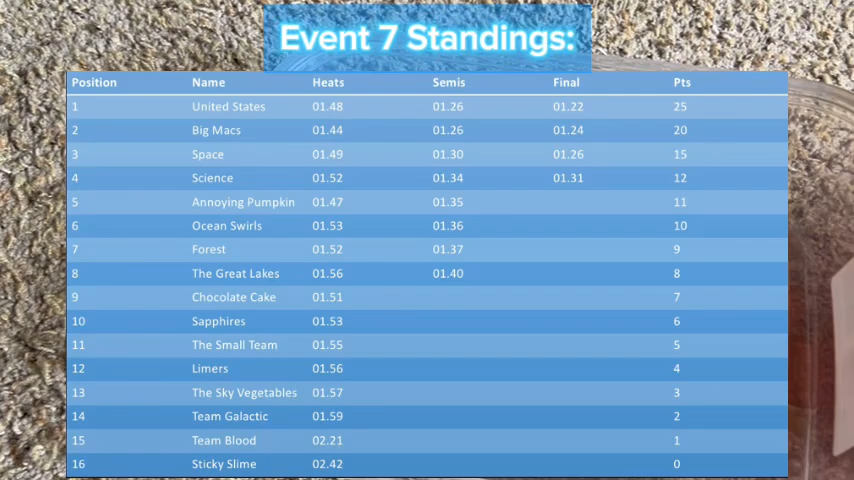 Event 7 Standings:
Position Name Heats Semis Final Pts
1 United States 01.48 01.26 01.22 25
2 Big Macs 01.44 01.26 01.24 20
3 Space 01.49 01.30 01.26 15
4 Science 01.52 01.34 01.31 12
5 Annoying Pumpkin 01.47 01.35 11
6 Ocean Swirls 01.53 01.36 10
7 Forest 01.52 01.37 9
8 The Great Lakes 01.56 01.40 8
9 Chocolate Cake 01.51 7
10 Sapphires 01.53 6
11 The Small Team 01.55 5
12 Limers 01.56 4
13 The Sky Vegetables 01.57 3
14 Team Galactic 01.59 2
15 Team Blood 02.21 1
16 Sticky Slime 02.42 0